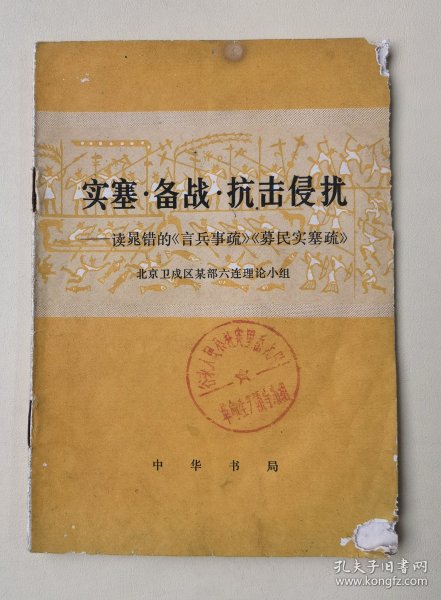 实塞·备战·抗击侵扰
——读晁错的《言兵事疏》《募民实塞疏》
北京卫戍区某部六连理论小组
中华书局
孔夫子旧书网
www.kongfz.com